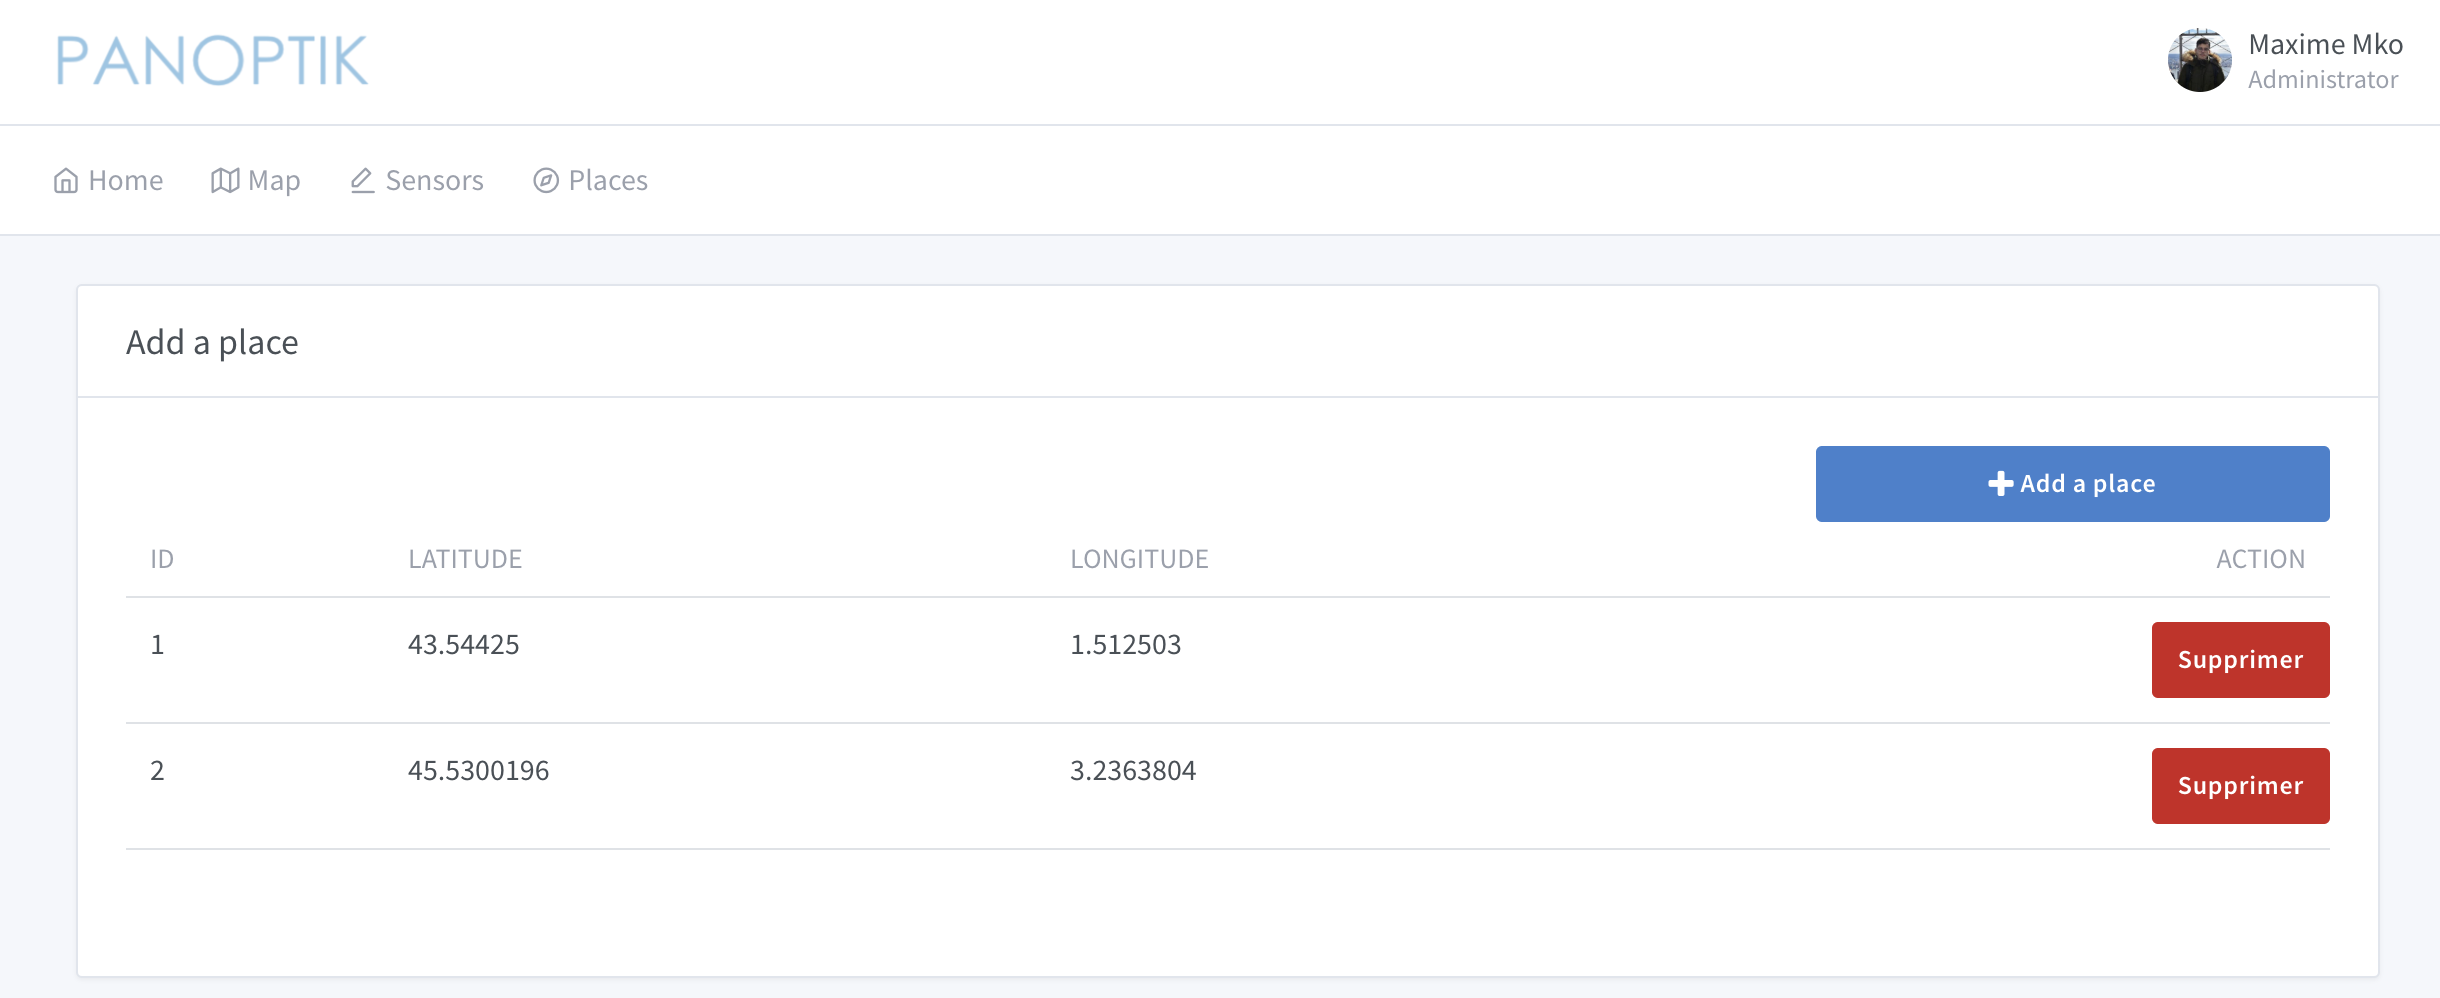 PANOPTIK
Maxime Mko
Administrator
Home Map Sensors Places
Add a place
Add a place
ID LATITUDE LONGITUDE ACTION
1 43.54425 1.512503 Supprimer
2 45.5300196 3.2363804 Supprimer